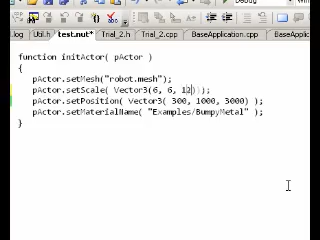 Debug
.log Util.h test.nut* Trial_2.h Trial_2.cpp BaseApplication.cpp BaseAppl
function initActor( pActor )
{
pActor.setMesh("robot.mesh");
pActor.setScale( Vector3(6, 6, 12));
pActor.setPosition( Vector3( 300, 1000, 3000) );
pActor.setMaterialName( "Examples/BumpyMetal" );
}